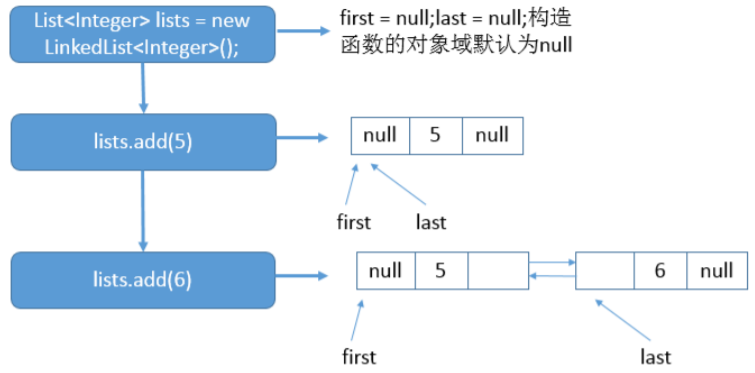 List<Integer> lists = new
LinkedList<Integer>();
first = null;last = null;构造
函数的对象域默认为null
lists.add(5)
null 5 null
first last
lists.add(6)
null 5 6 null
first last